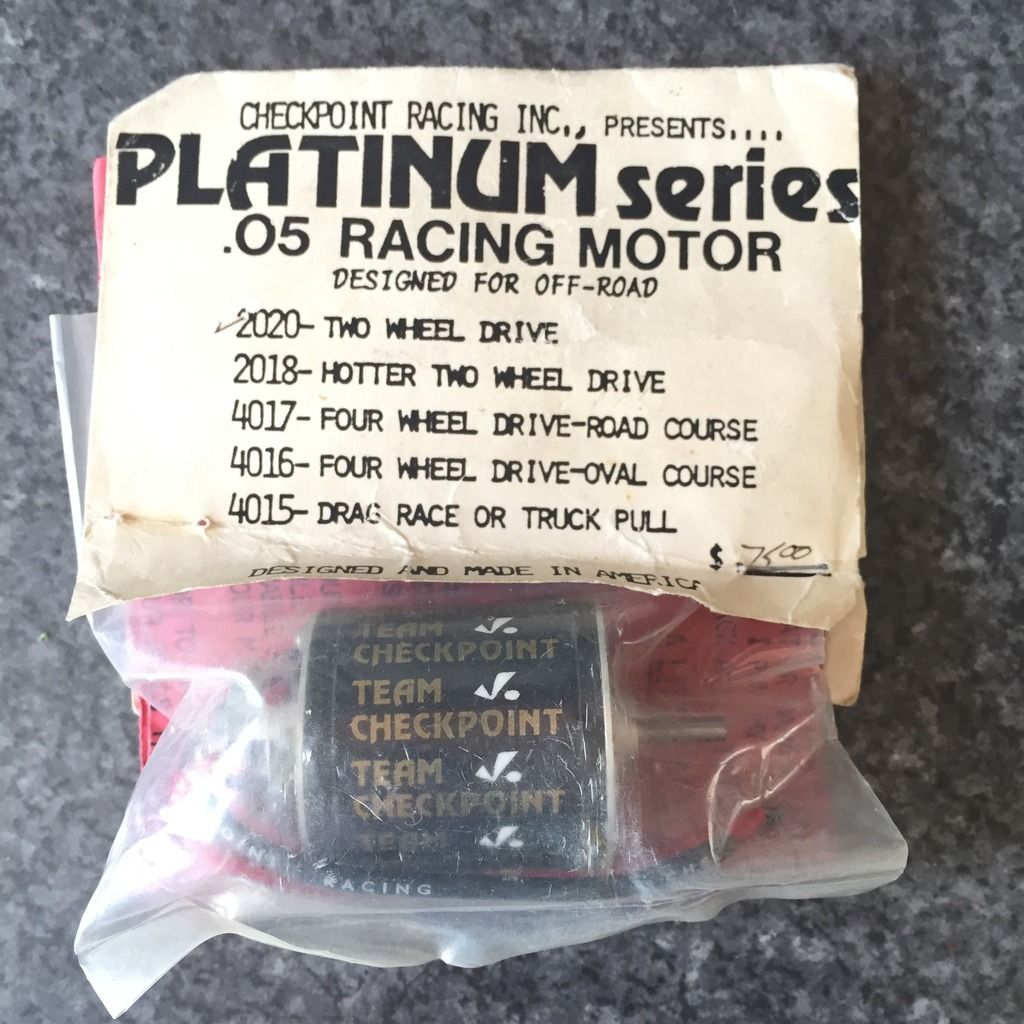 CHECKPOINT RACING INC., PRESENTS....
PLATINUM series
.05 RACING MOTOR
DESIGNED FOR OFF-ROAD
✓2020- TWO WHEEL DRIVE
2018- HOTTER TWO WHEEL DRIVE
4017- FOUR WHEEL DRIVE-ROAD COURSE
4016- FOUR WHEEL DRIVE-OVAL COURSE
4015- DRAG RACE OR TRUCK PULL
$ 7500
DESIGNED AND MADE IN AMERICA
TEAM
CHECKPOINT
TEAM
CHECKPOINT
TEAM
CHECKPOINT
TEAM
RACING